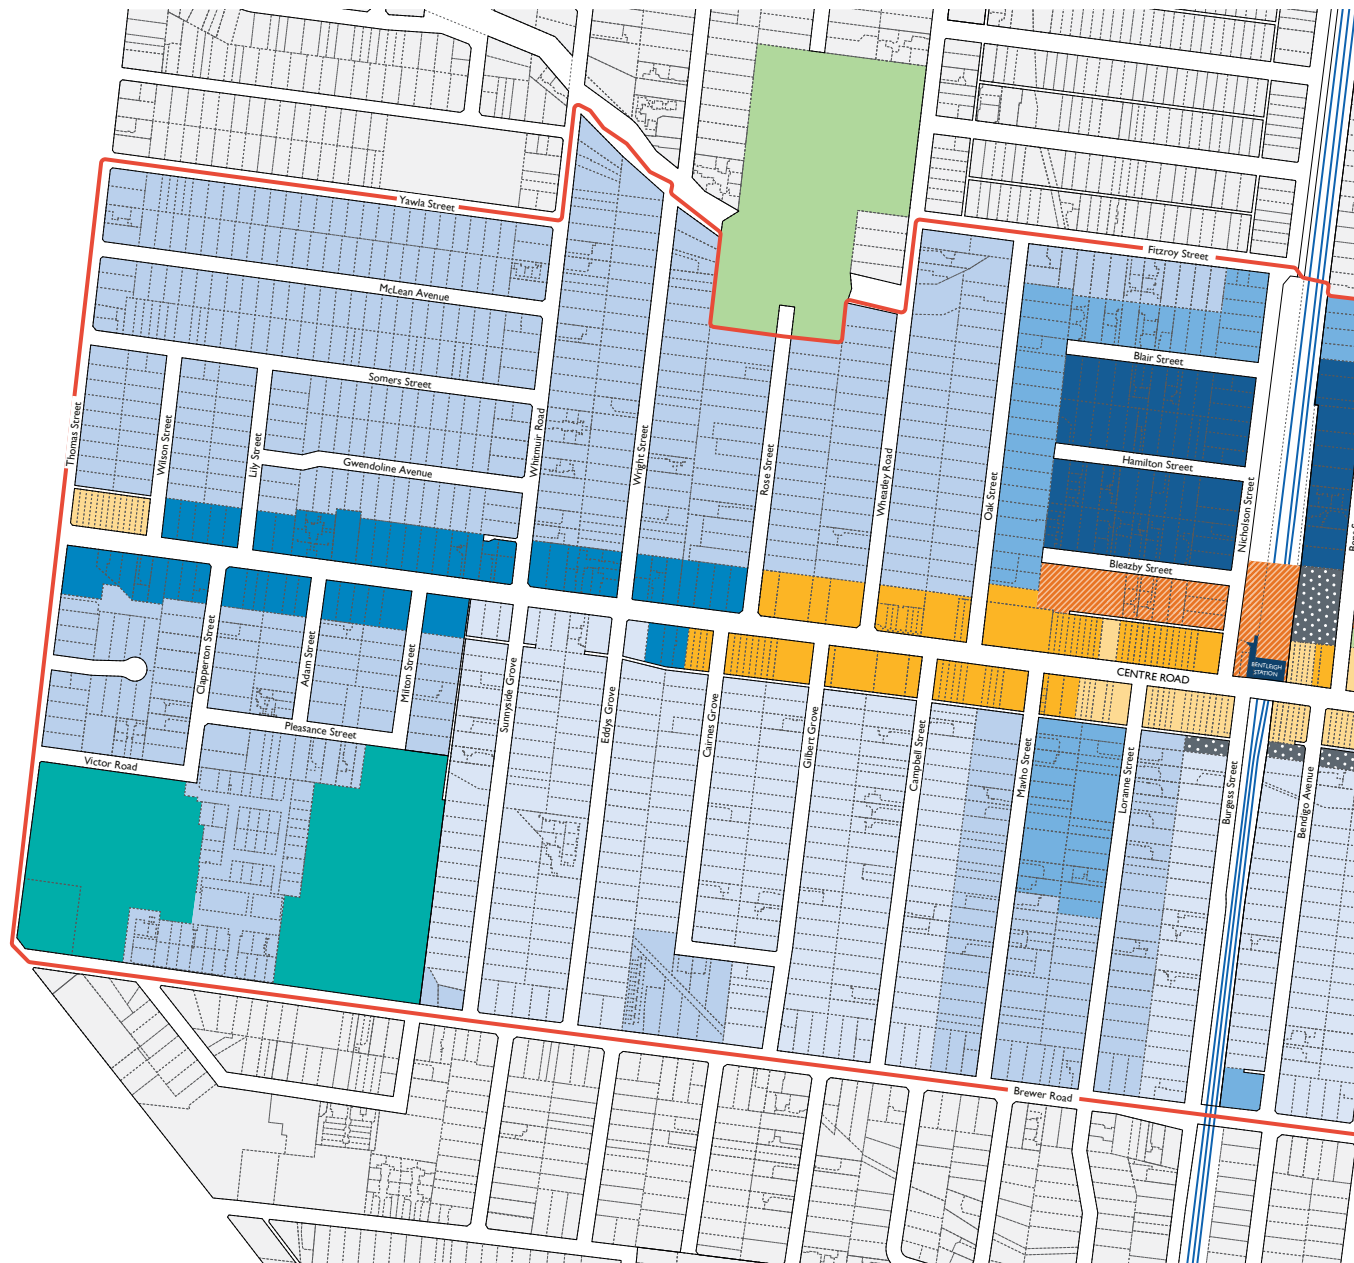 Yawla Street
Fitzroy Street
McLean Avenue
Blair Street
Somers Street
Thomas Street
Wilson Street
Lily Street
Whitmuir Road
Wright Street
Rose Street
Wheatley Road
Oak Street
Hamilton Street
Nicholson Street
Gwendoline Avenue
Bleazby Street
Clapperton Street
Adam Street
Milton Street
Sunnyside Grove
Eddys Grove
Cairnes Grove
Gilbert Grove
Campbell Street
Mavho Street
Loranne Street
Burgess Street
Bendigo Avenue
CENTRE ROAD
BENTLEIGH
STATION
Pleasance Street
Victor Road
Brewer Road